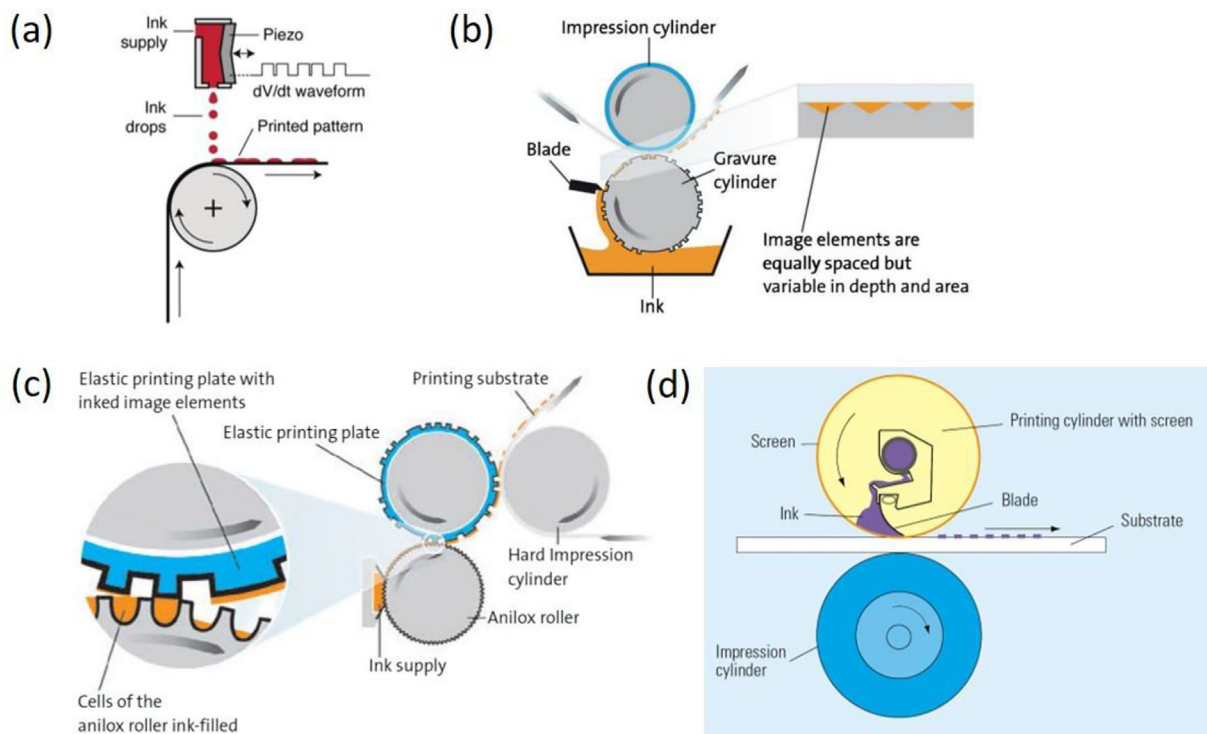 (a)
Ink
supply
Piezo
dV/dt waveform
Ink
drops
Printed pattern
(b)
Impression cylinder
Blade
Gravure
cylinder
Ink
Image elements are
equally spaced but
variable in depth and area
(c)
Elastic printing plate with
inked image elements
Printing substrate
Elastic printing plate
Hard Impression
cylinder
Anilox roller
Ink supply
Cells of the
anilox roller ink-filled
(d)
Printing cylinder with screen
Screen
Ink
Blade
Substrate
Impression
cylinder